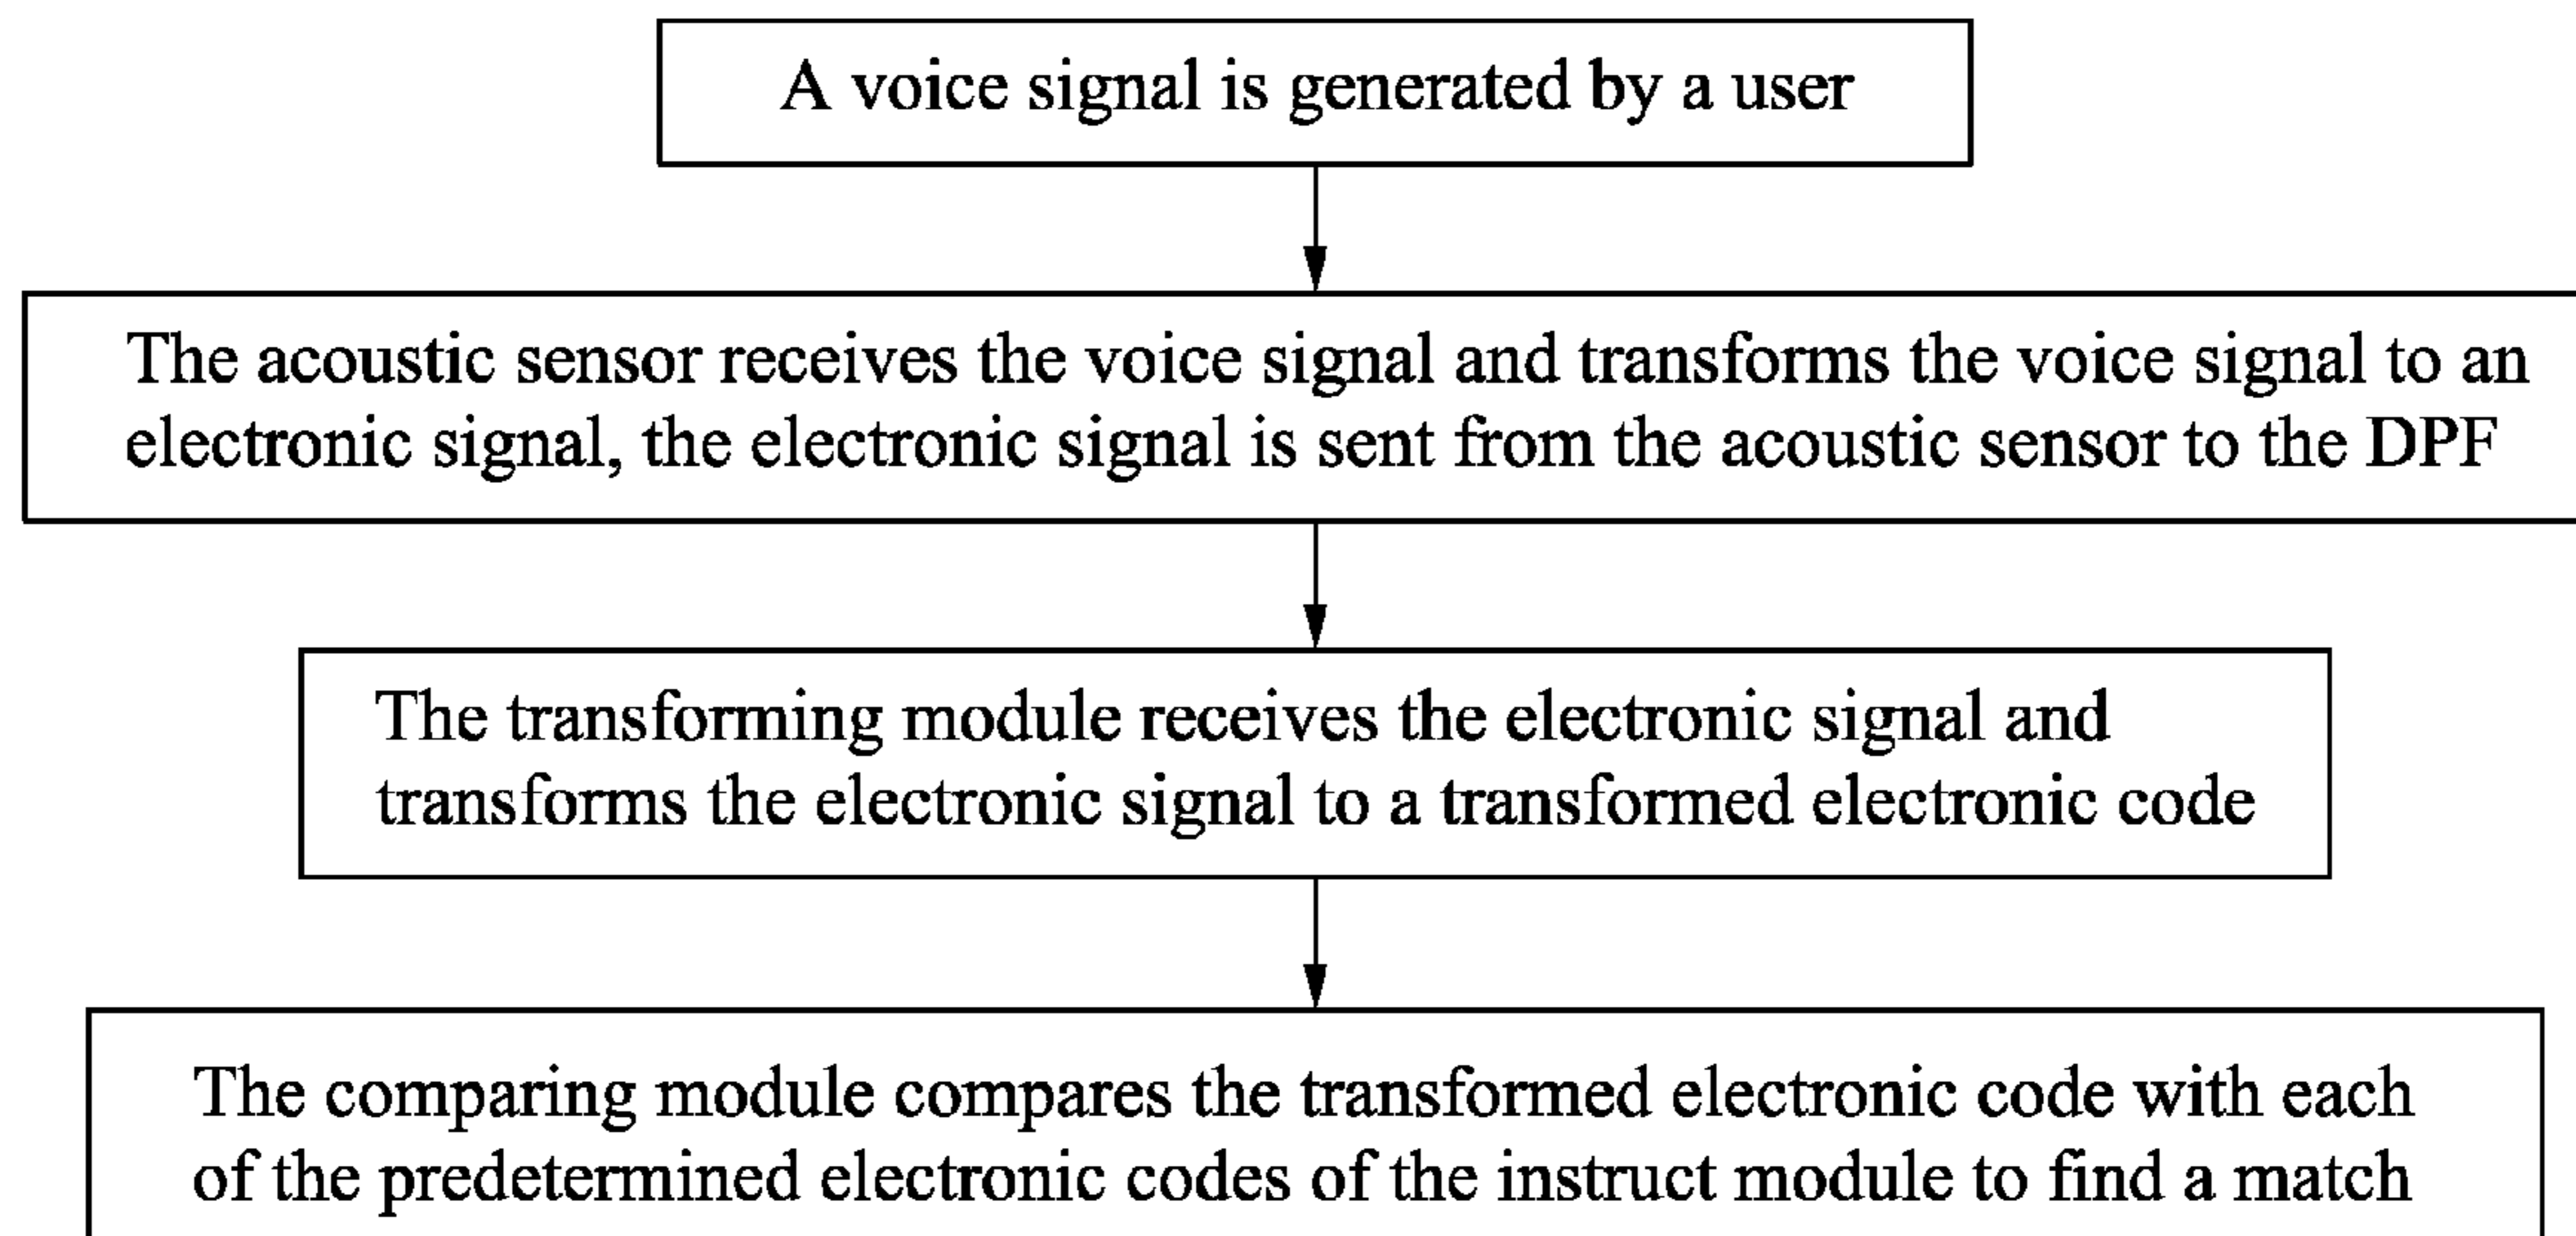 A voice signal is generated by a user
The acoustic sensor receives the voice signal and transforms the voice signal to an
electronic signal, the electronic signal is sent from the acoustic sensor to the DPF
The transforming module receives the electronic signal and
transforms the electronic signal to a transformed electronic code
The comparing module compares the transformed electronic code with each
of the predetermined electronic codes of the instruct module to find a match